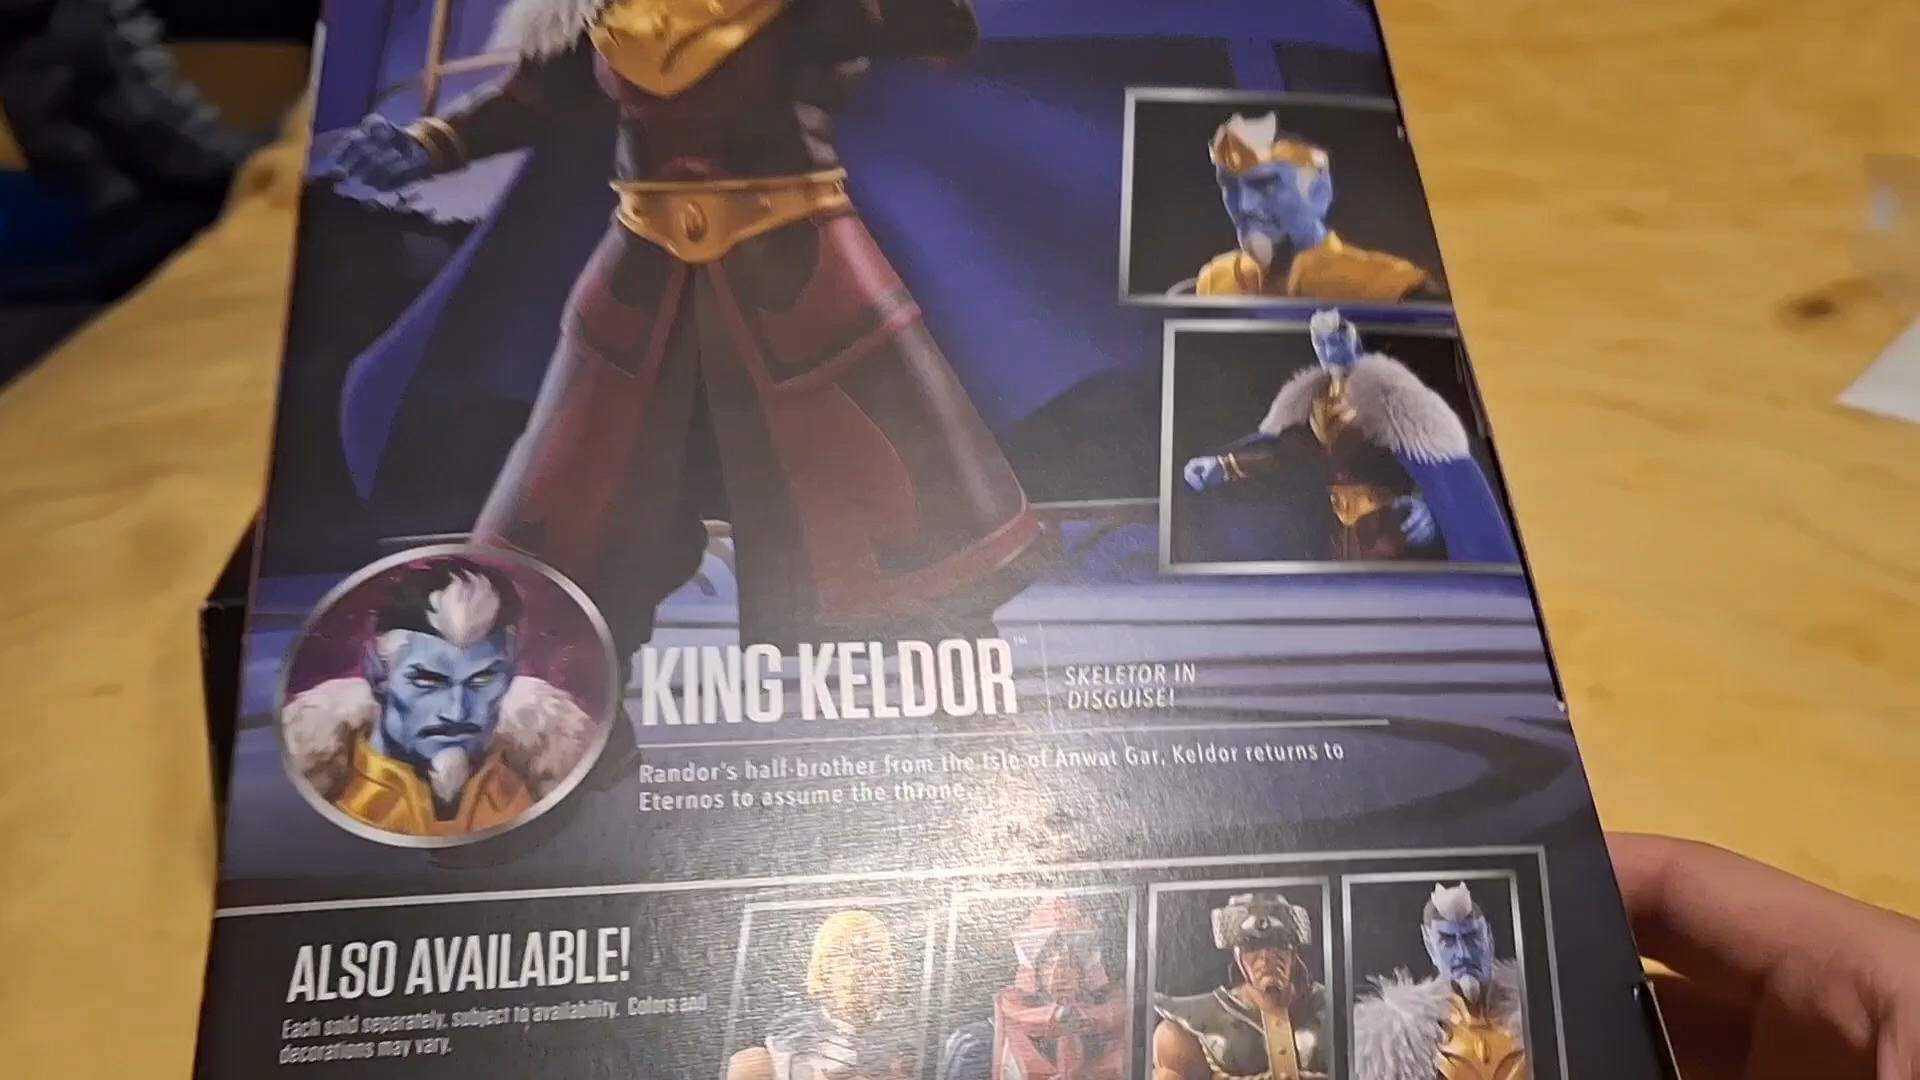 KING KELDOR™
SKELETOR IN
DISGUISE!
Randor's half-brother from the Isle of Anwat Gar, Keldor returns to
Eternos to assume the throne...
ALSO AVAILABLE!
Each sold separately, subject to availability. Colors and
decorations may vary.